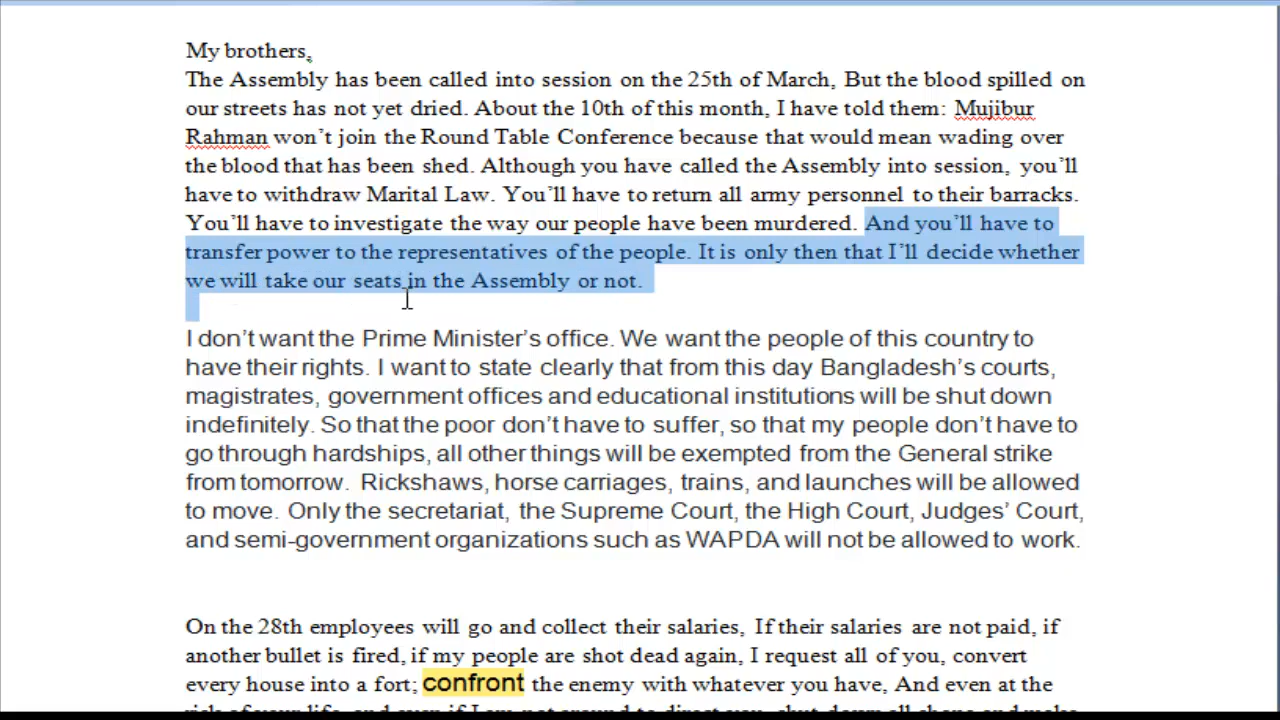 My brothers,
The Assembly has been called into session on the 25th of March, But the blood spilled on
our streets has not yet dried. About the 10th of this month, I have told them: Mujibur
Rahman won't join the Round Table Conference because that would mean wading over
the blood that has been shed. Although you have called the Assembly into session, you'll
have to withdraw Marital Law. You'll have to return all army personnel to their barracks.
You'll have to investigate the way our people have been murdered. And you'll have to
transfer power to the representatives of the people. It is only then that I'll decide whether
we will take our seats in the Assembly or not.
I don't want the Prime Minister's office. We want the people of this country to
have their rights. I want to state clearly that from this day Bangladesh's courts,
magistrates, government offices and educational institutions will be shut down
indefinitely. So that the poor don't have to suffer, so that my people don't have to
go through hardships, all other things will be exempted from the General strike
from tomorrow. Rickshaws, horse carriages, trains, and launches will be allowed
to move. Only the secretariat, the Supreme Court, the High Court, Judges' Court,
and semi-government organizations such as WAPDA will not be allowed to work.
On the 28th employees will go and collect their salaries, If their salaries are not paid, if
another bullet is fired, if my people are shot dead again, I request all of you, convert
every house into a fort; confront the enemy with whatever you have, And even at the